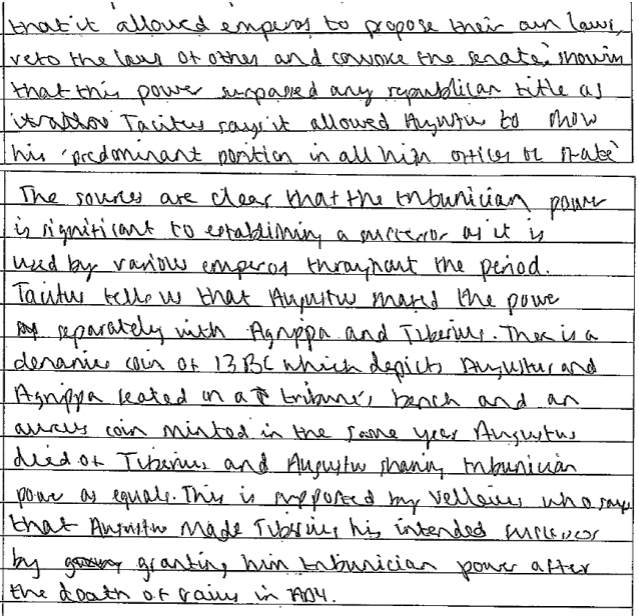 that it allowed emperors to propose their own laws,
veto the laws of others and convoke the senate, showin
that this power surpassed any republican title as
Tacitus says it allowed Augustus to show
his 'predominant position in all high offices of state'
The sources are clear that the tribunician power
is significant to establishing a successor as it is
used by various emperors throughout the period.
Tacitus tells us that Augustus shared the power
separately with Agrippa and Tiberius. There is a
denarius coin of 13BC which depicts Augustus and
Agrippa seated on a tribune's bench and an
aureus coin minted in the same year Augustus
died of Tiberius and Augustus sharing tribunician
power as equals. This is supported by Velleius who says
that Augustus made Tiberius his intended successor
by granting him tribunician power after
the death of Gaius in AD4.